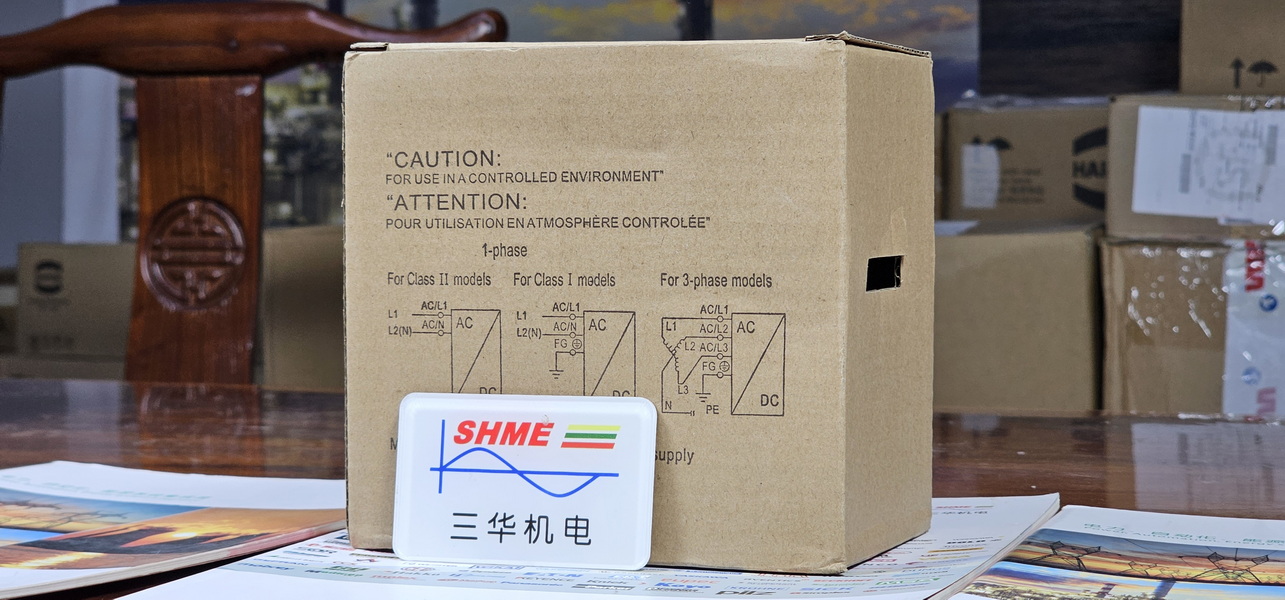 “CAUTION:
FOR USE IN A CONTROLLED ENVIRONMENT”
“ATTENTION:
POUR UTILISATION EN ATMOSPHÈRE CONTROLÉE”
1-phase
For Class II models
For Class I models
For 3-phase models
L1 AC/L1
L2(N) AC/N
AC
DC
L1 AC/L1
L2(N) AC/N
FG
AC
DC
L1 AC/L1
AC/L2
L2 AC/L3
FG
L3
N
PE
AC
DC
supply
SHME
三华机电
pilz